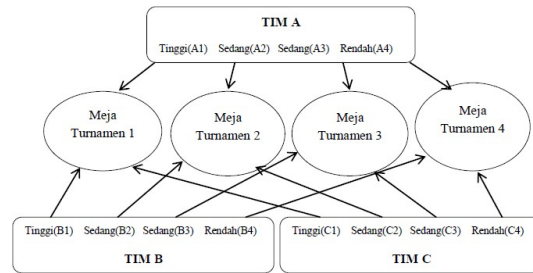 TIM A
Tinggi(A1) Sedang(A2) Sedang(A3) Rendah(A4)
Meja
Turnamen 1
Meja
Turnamen 2
Meja
Turnamen 3
Meja
Turnamen 4
Tinggi(B1) Sedang(B2) Sedang(B3) Rendah(B4)
TIM B
Tinggi(C1) Sedang(C2) Sedang(C3) Rendah(C4)
TIM C